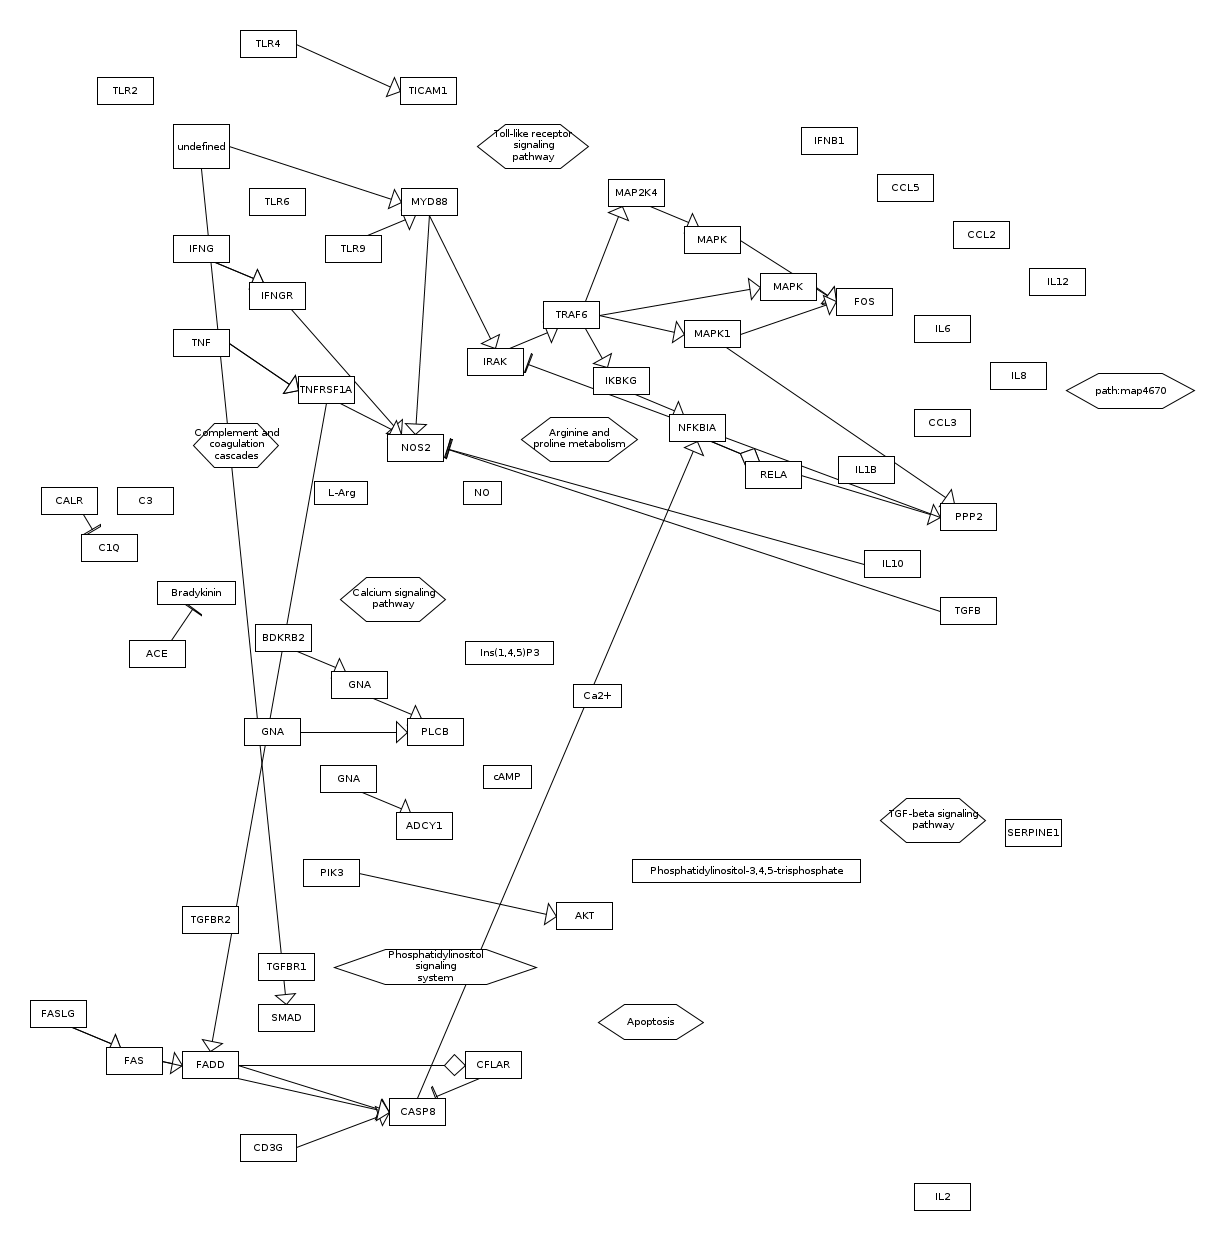 TLR4
TLR2
TICAM1
undefined
Toll-like receptor
signaling
pathway
IFNB1
MAP2K4
CCL5
TLR6
MYD88
IFNG
TLR9
MAPK
CCL2
IFNGR
MAPK
FOS
IL12
TNF
TRAF6
MAPK1
IL6
IRAK
IKBKG
IL8
path:map4670
TNFRSF1A
NFKBIA
CCL3
Complement and
coagulation
cascades
NOS2
Arginine and
proline metabolism
RELA
IL1B
CALR
C3
L-Arg
NO
PPP2
C1Q
IL10
Bradykinin
Calcium signaling
pathway
TGFB
ACE
BDKRB2
Ins(1,4,5)P3
GNA
Ca2+
GNA
PLCB
GNA
cAMP
ADCY1
TGF-beta signaling
pathway
SERPINE1
PIK3
Phosphatidylinositol-3,4,5-trisphosphate
TGFBR2
AKT
TGFBR1
Phosphatidylinositol
signaling
system
FASLG
SMAD
Apoptosis
FAS
FADD
CFLAR
CASP8
CD3G
IL2